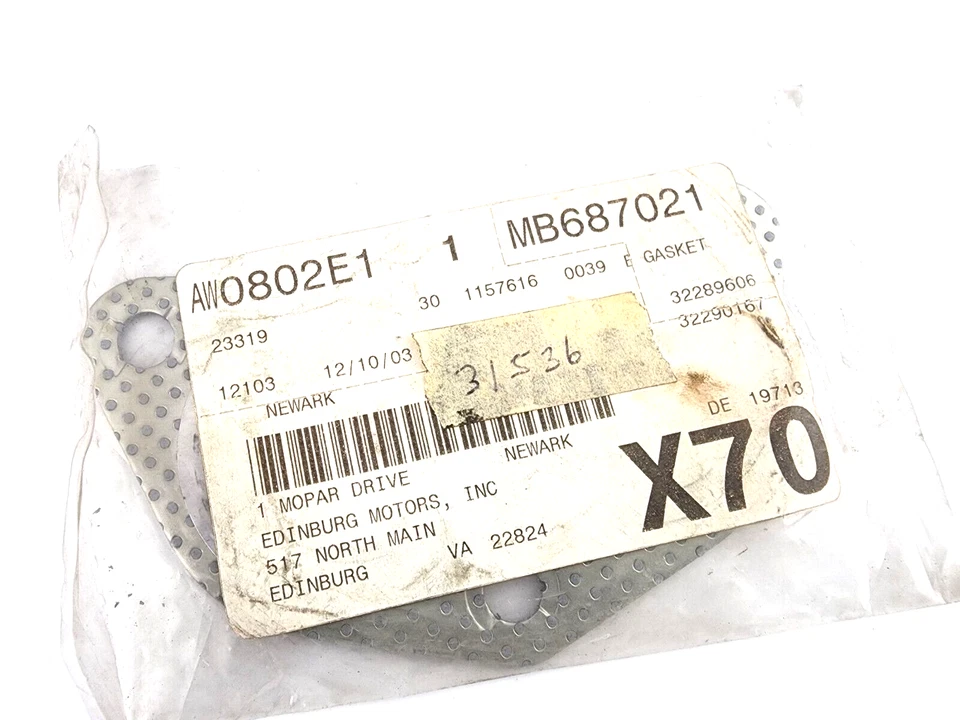 AW0802E1 1 MB687021
30 1157616 0039 E GASKET
23319 32289606
12103 12/10/03 31536 32290167
NEWARK
NEWARK DE 19713
1 MOPAR DRIVE X70
EDINBURG MOTORS, INC
517 NORTH MAIN
EDINBURG VA 22824